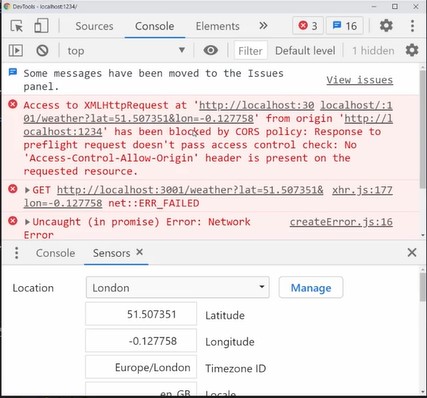 DevTools - localhost:1234/
Sources Console Elements » 3 16
top Filter Default level 1 hidden
Some messages have been moved to the Issues panel. View issues
Access to XMLHttpRequest at 'http://localhost:30 localhost/:1
01/weather?lat=51.507351&lon=-0.127758' from origin 'http://l
ocalhost:1234' has been blocked by CORS policy: Response to
preflight request doesn't pass access control check: No
'Access-Control-Allow-Origin' header is present on the
requested resource.
GET http://localhost:3001/weather?lat=51.507351& xhr.js:177
lon=-0.127758 net::ERR_FAILED
Uncaught (in promise) Error: Network createError.js:16
Error
Console Sensors ×
Location London Manage
51.507351 Latitude
-0.127758 Longitude
Europe/London Timezone ID
en-GB Locale